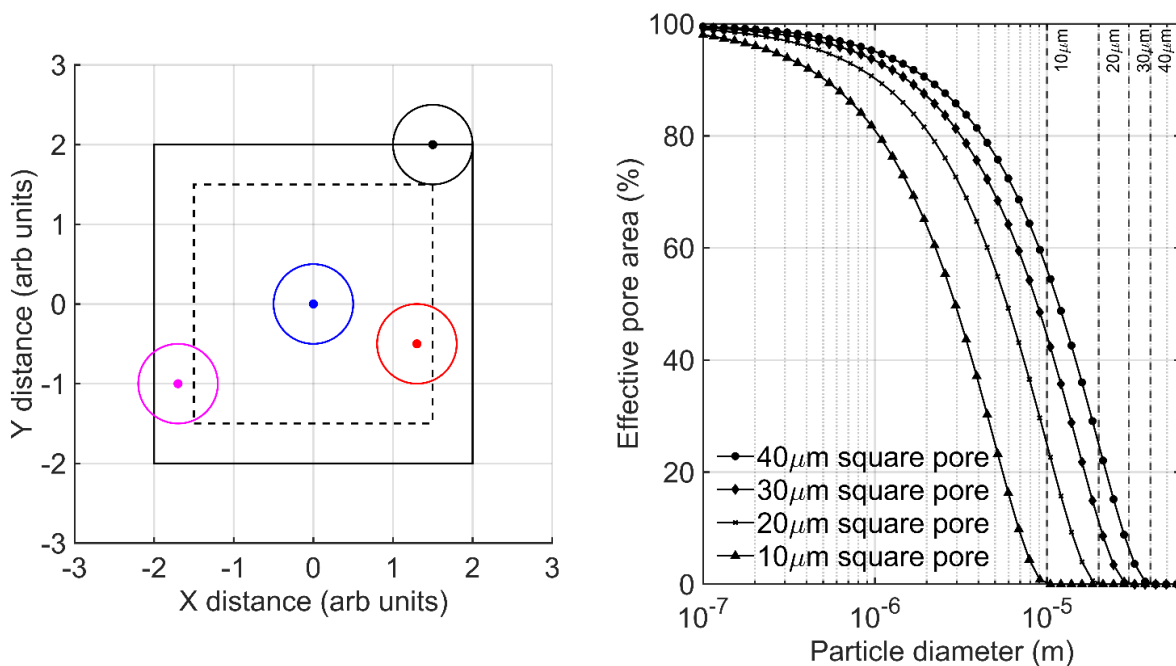 3
2
1
0
-1
-2
-3
-3
-2
-1
0
1
2
3
Y distance (arb units)
X distance (arb units)
100
80
60
40
20
0
10⁻⁷
10⁻⁶
10⁻⁵
Effective pore area (%)
Particle diameter (m)
10μm
20μm
30μm
40μm
40μm square pore
30μm square pore
20μm square pore
10μm square pore